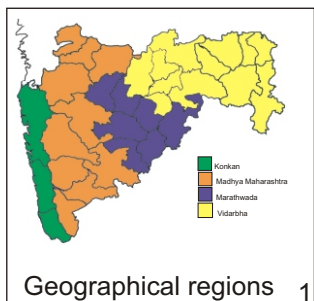 Konkan
Madhya Maharashtra
Marathwada
Vidarbha
Geographical regions 1